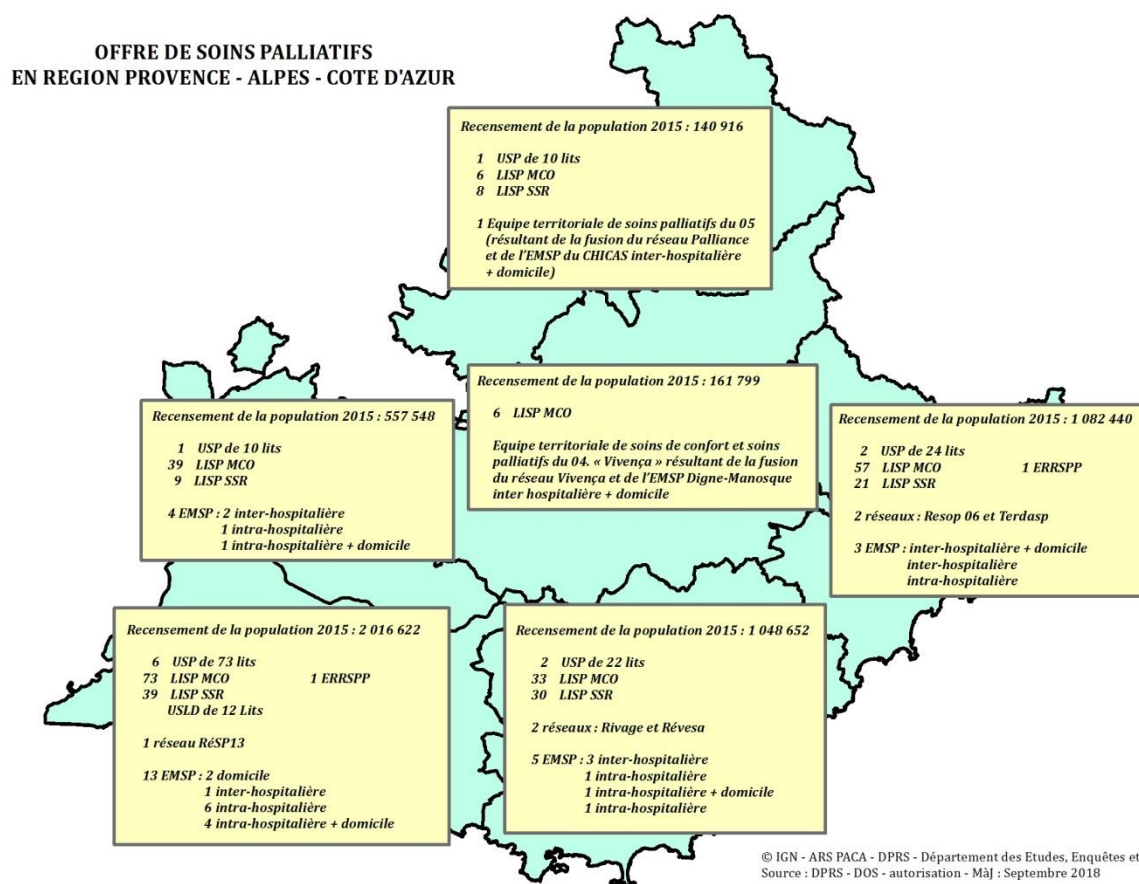 OFFRE DE SOINS PALLIATIFS
EN REGION PROVENCE - ALPES - COTE D'AZUR
Recensement de la population 2015 : 140 916
1 USP de 10 lits
6 LISP MCO
8 LISP SSR
1 Equipe territoriale de soins palliatifs du 05
(résultant de la fusion du réseau Palliance
et de l'EMSP du CHICAS inter-hospitalière
+ domicile)
Recensement de la population 2015 : 161 799
6 LISP MCO
Equipe territoriale de soins de confort et soins
palliatifs du 04. « Vivença » résultant de la fusion
du réseau Vivença et de l'EMSP Digne-Manosque
inter hospitalière + domicile
Recensement de la population 2015 : 557 548
1 USP de 10 lits
39 LISP MCO
9 LISP SSR
4 EMSP : 2 inter-hospitalière
1 intra-hospitalière
1 intra-hospitalière + domicile
Recensement de la population 2015 : 1 082 440
2 USP de 24 lits
57 LISP MCO 1 ERRSPP
21 LISP SSR
2 réseaux : Resop 06 et Terdasp
3 EMSP : inter-hospitalière + domicile
inter-hospitalière
intra-hospitalière
Recensement de la population 2015 : 2 016 622
6 USP de 73 lits
73 LISP MCO 1 ERRSPP
39 LISP SSR
USLD de 12 Lits
1 réseau RéSP13
13 EMSP : 2 domicile
1 inter-hospitalière
6 intra-hospitalière
4 intra-hospitalière + domicile
Recensement de la population 2015 : 1 048 652
2 USP de 22 lits
33 LISP MCO
30 LISP SSR
2 réseaux : Rivage et Révesa
5 EMSP : 3 inter-hospitalière
1 intra-hospitalière
1 intra-hospitalière + domicile
1 intra-hospitalière
© IGN - ARS PACA - DPRS - Département des Etudes, Enquêtes et
Source : DPRS - DOS - autorisation - MàJ : Septembre 2018